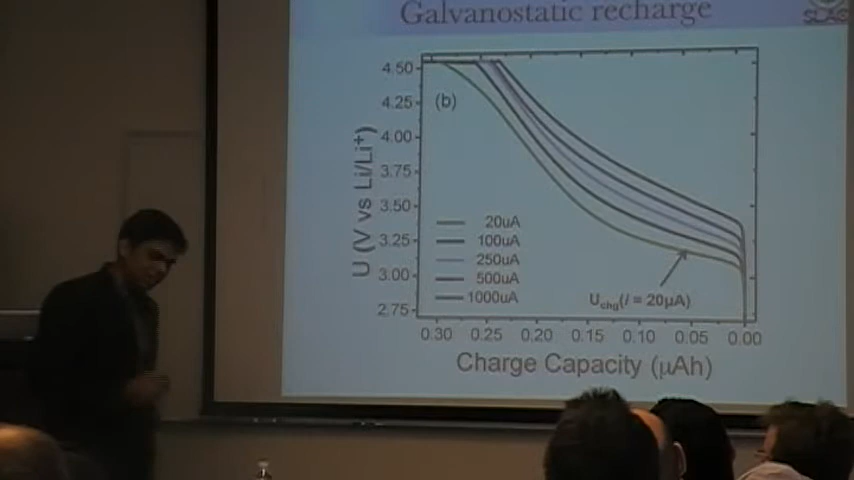 Galvanostatic recharge
SLAC
4.50
4.25
4.00
3.75
3.50
3.25
3.00
2.75
U (V vs Li/Li⁺)
(b)
20uA
100uA
250uA
500uA
1000uA
Uchg(i = 20μA)
0.30 0.25 0.20 0.15 0.10 0.05 0.00
Charge Capacity (μAh)